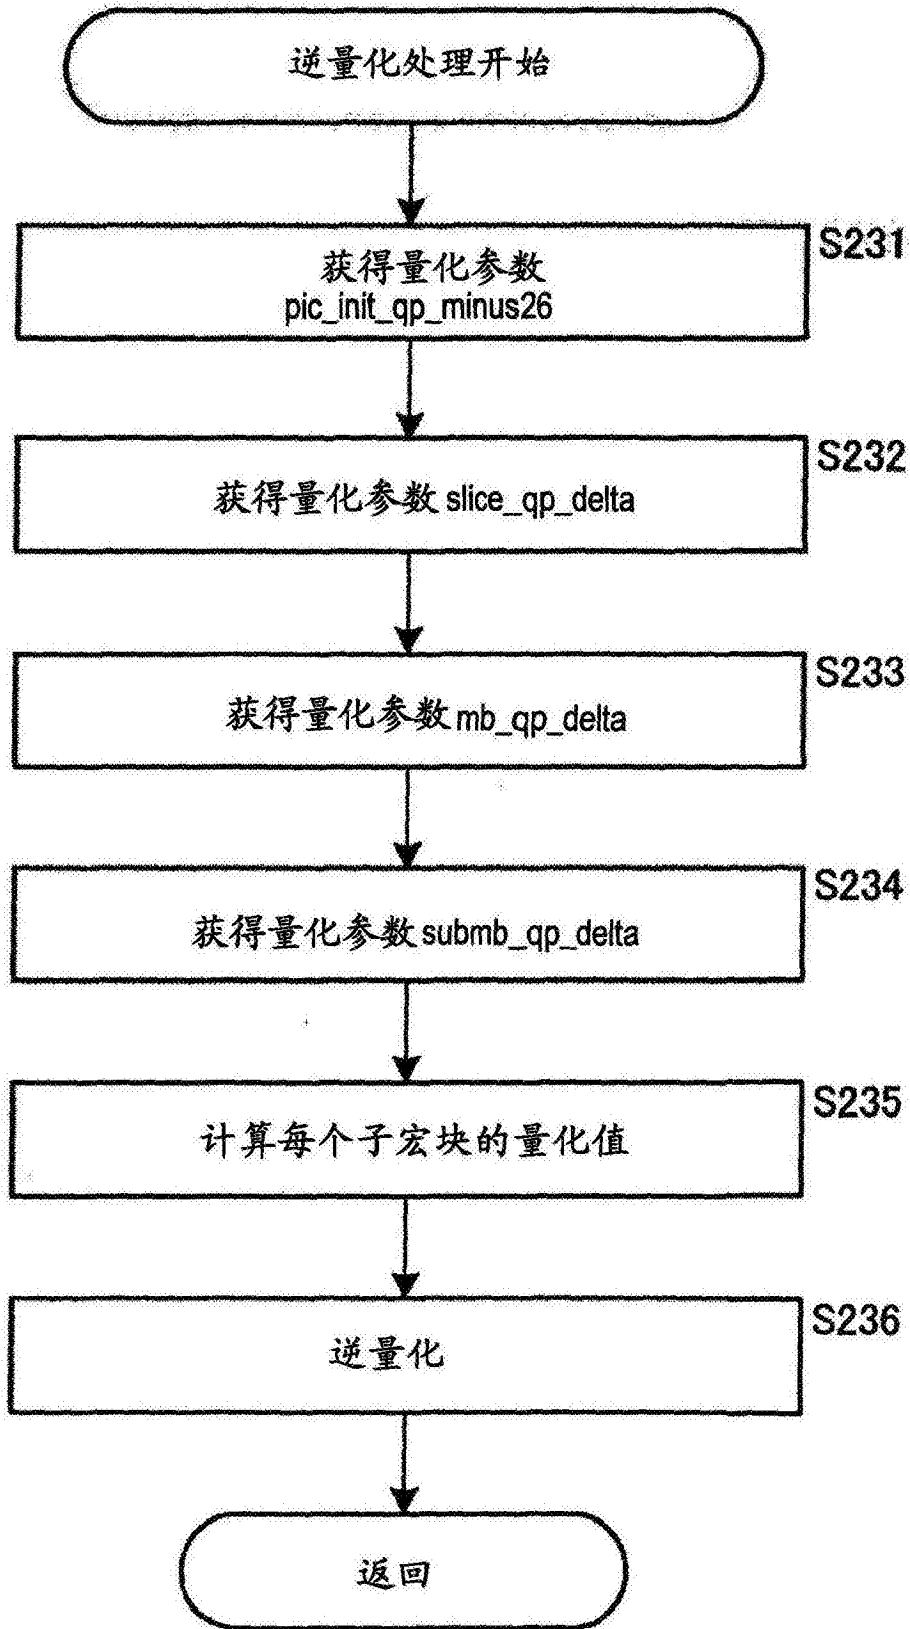 逆量化处理开始
S231
获得量化参数
pic_init_qp_minus26
S232
获得量化参数 slice_qp_delta
S233
获得量化参数 mb_qp_delta
S234
获得量化参数 submb_qp_delta
S235
计算每个子宏块的量化值
S236
逆量化
返回